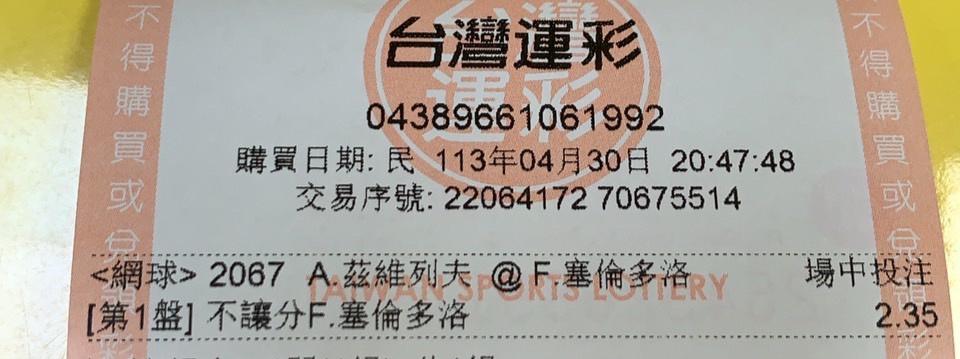 台灣運彩
04389661061992
購買日期: 民 113年04月30日 20:47:48
交易序號: 22064172 70675514
<網球> 2067 A.茲維列夫 @ F.塞倫多洛 場中投注
TAIWAN SPORTS LOTTERY
[第1盤] 不讓分F.塞倫多洛 2.35
不得購買或兌
不得購買或兌